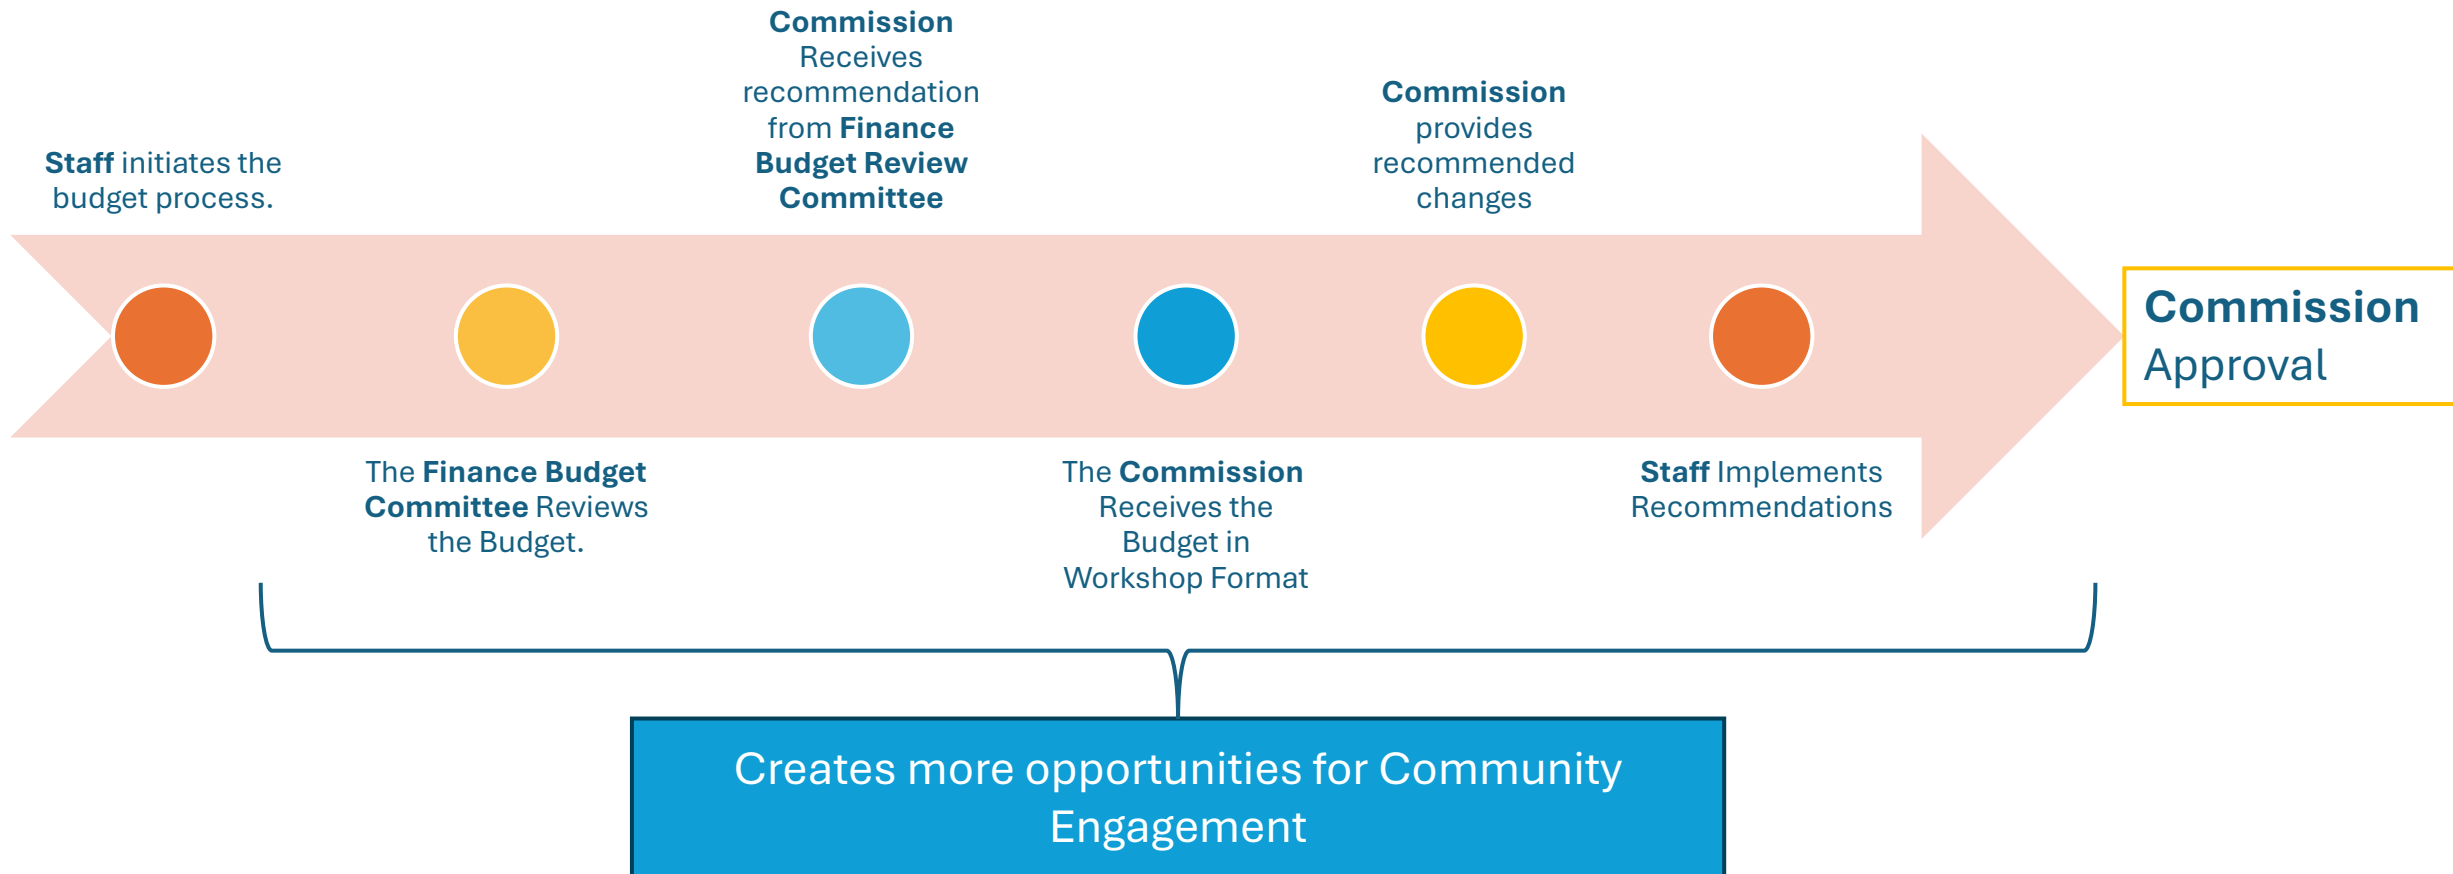 Staff initiates the
budget process.
The Finance Budget
Committee Reviews
the Budget.
Commission
Receives
recommendation
from Finance
Budget Review
Committee
The Commission
Receives the
Budget in
Workshop Format
Commission
provides
recommended
changes
Staff Implements
Recommendations
Commission
Approval
Creates more opportunities for Community
Engagement